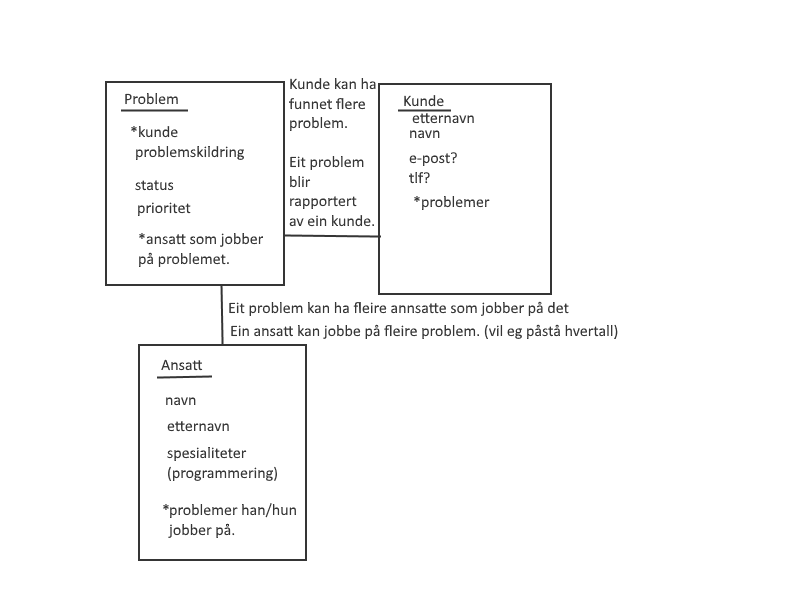 Problem
*kunde
problemskildring
status
prioritet
*ansatt som jobber
på problemet.
Kunde kan ha
funnet flere
problem.
Eit problem
blir
rapportert
av ein kunde.
Kunde
etternavn
navn
e-post?
tlf?
*problemer
Eit problem kan ha fleire annsatte som jobber på det
Ein ansatt kan jobbe på fleire problem. (vil eg påstå hvertall)
Ansatt
navn
etternavn
spesialiteter
(programmering)
*problemer han/hun
jobber på.